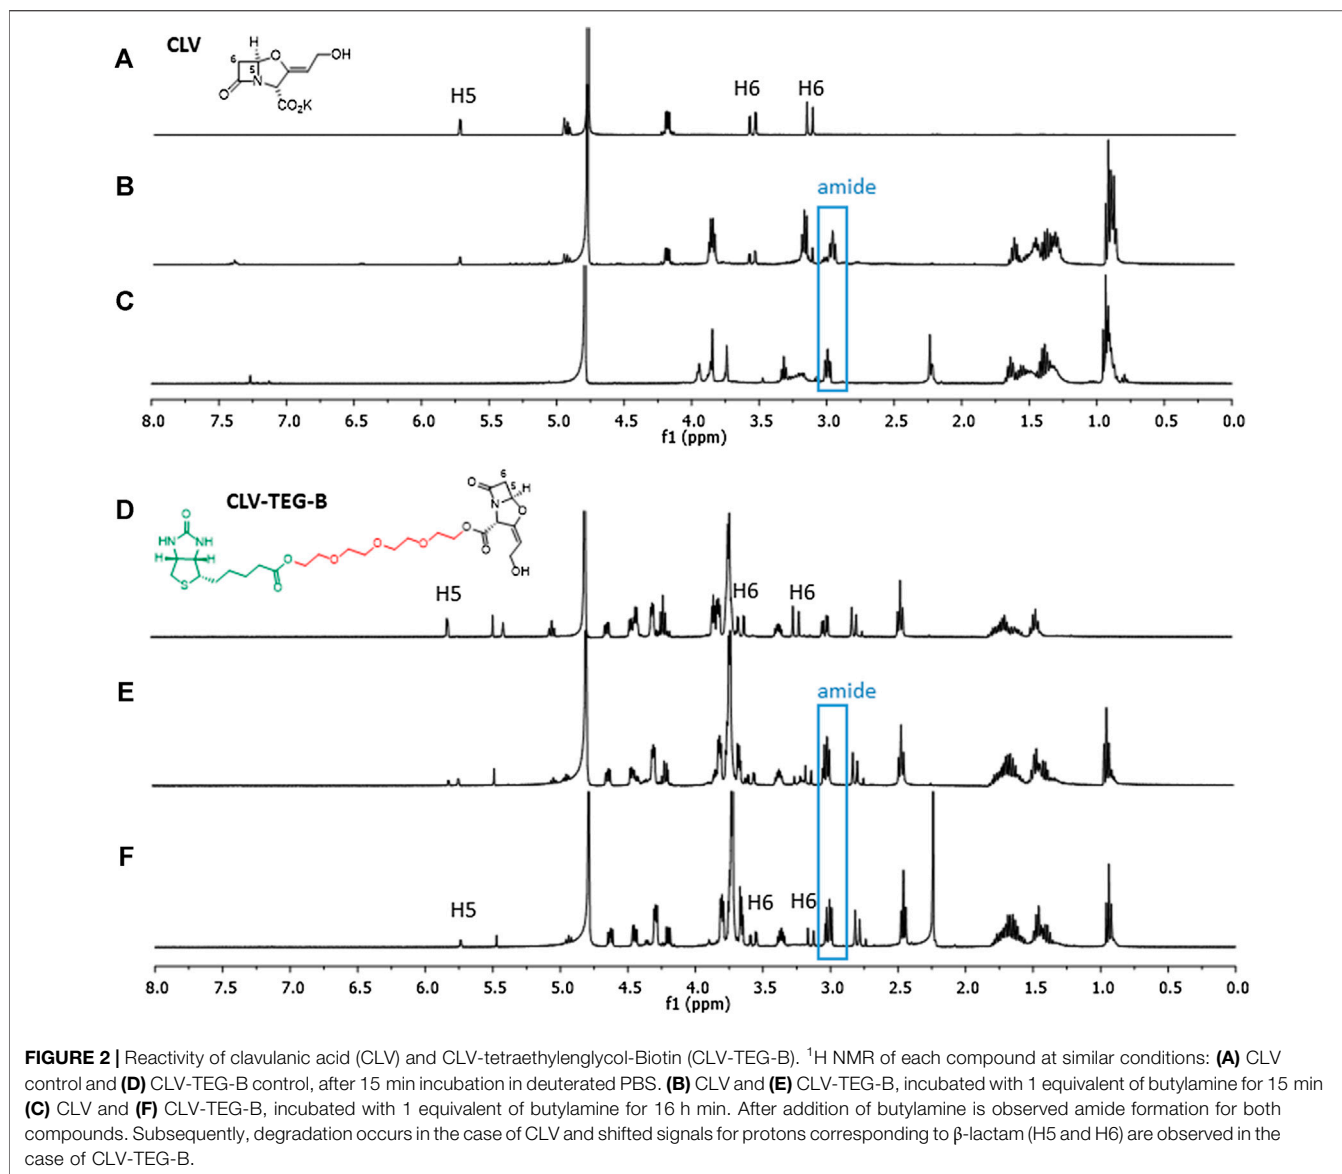 A
CLV
H
6
O
OH
5
N
O
CO₂K
H5
H6
H6
B
amide
C
8.0 7.5 7.0 6.5 6.0 5.5 5.0 4.5 4.0 3.5 3.0 2.5 2.0 1.5 1.0 0.5 0.0
f1 (ppm)
D
CLV-TEG-B
O
HN NH
H H
S
O
O
O
O
O
O
O
6
O
5
H
N
O
OH
H5
H6
H6
E
amide
F
H5
H6
H6
8.0 7.5 7.0 6.5 6.0 5.5 5.0 4.5 4.0 3.5 3.0 2.5 2.0 1.5 1.0 0.5 0.0
f1 (ppm)
FIGURE 2 | Reactivity of clavulanic acid (CLV) and CLV-tetraethylenglycol-Biotin (CLV-TEG-B). ¹H NMR of each compound at similar conditions: (A) CLV
control and (D) CLV-TEG-B control, after 15 min incubation in deuterated PBS. (B) CLV and (E) CLV-TEG-B, incubated with 1 equivalent of butylamine for 15 min
(C) CLV and (F) CLV-TEG-B, incubated with 1 equivalent of butylamine for 16 h min. After addition of butylamine is observed amide formation for both
compounds. Subsequently, degradation occurs in the case of CLV and shifted signals for protons corresponding to β-lactam (H5 and H6) are observed in the
case of CLV-TEG-B.